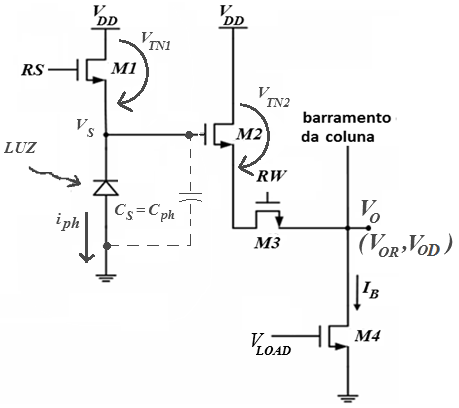 V_DD
V_DD
V_TN1
RS
M1
V_TN2
V_S
M2
barramento
da coluna
LUZ
RW
V_O
C_S = C_ph
i_ph
M3
(V_OR, V_OD)
I_B
V_LOAD
M4